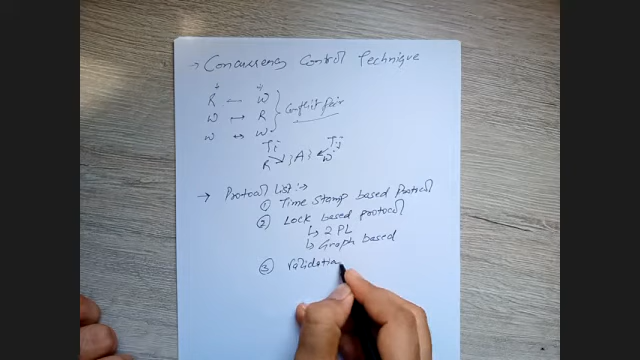 → Concurrency Control Technique
R ↔ W
W ↔ R } Conflict pair
W ↔ W
Ti Tj
R → {A} ← W
→ Protocol list :→
① Time Stamp based Protocol
② Lock based protocol
↳ 2 PL
↳ Graph based
③ Validation